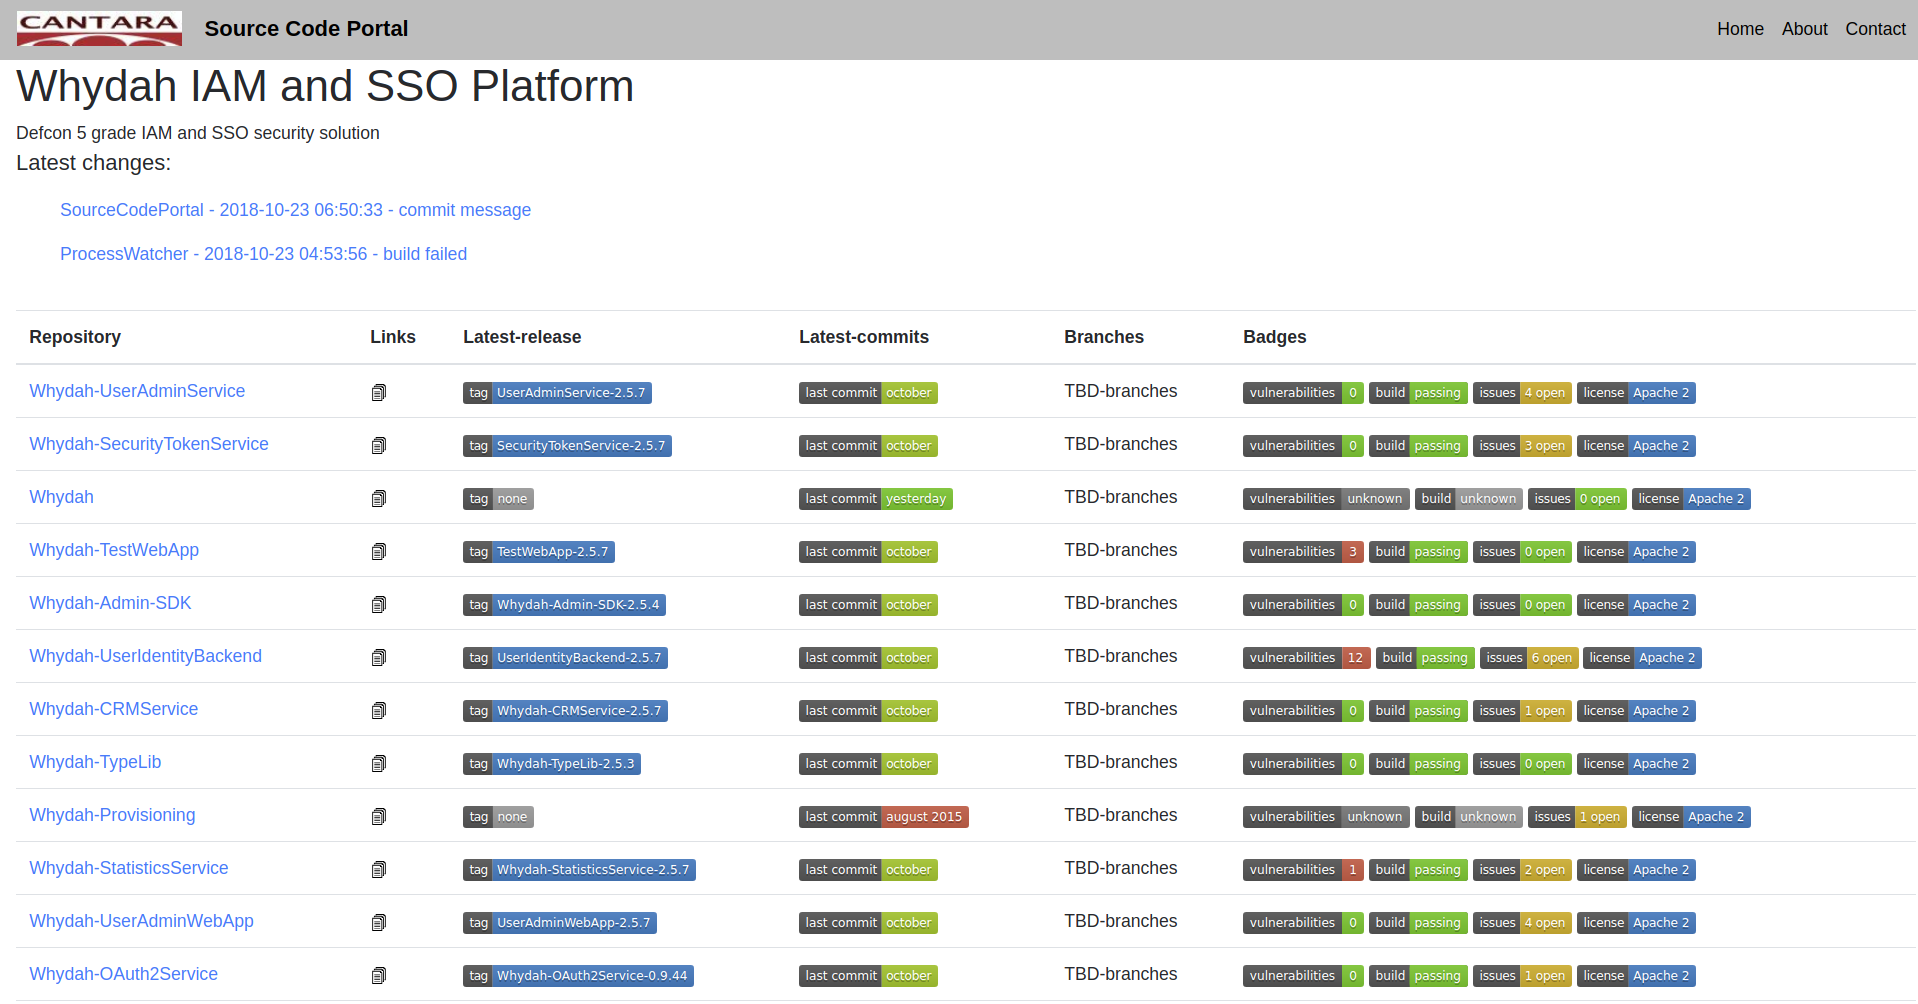 CANTARA Source Code Portal Home About Contact
Whydah IAM and SSO Platform
Defcon 5 grade IAM and SSO security solution
Latest changes:
SourceCodePortal - 2018-10-23 06:50:33 - commit message
ProcessWatcher - 2018-10-23 04:53:56 - build failed
Repository Links Latest-release Latest-commits Branches Badges
Whydah-UserAdminService tag UserAdminService-2.5.7 last commit october TBD-branches vulnerabilities 0 build passing issues 4 open license Apache 2
Whydah-SecurityTokenService tag SecurityTokenService-2.5.7 last commit october TBD-branches vulnerabilities 0 build passing issues 3 open license Apache 2
Whydah tag none last commit yesterday TBD-branches vulnerabilities unknown build unknown issues 0 open license Apache 2
Whydah-TestWebApp tag TestWebApp-2.5.7 last commit october TBD-branches vulnerabilities 3 build passing issues 0 open license Apache 2
Whydah-Admin-SDK tag Whydah-Admin-SDK-2.5.4 last commit october TBD-branches vulnerabilities 0 build passing issues 0 open license Apache 2
Whydah-UserIdentityBackend tag UserIdentityBackend-2.5.7 last commit october TBD-branches vulnerabilities 12 build passing issues 6 open license Apache 2
Whydah-CRMService tag Whydah-CRMService-2.5.7 last commit october TBD-branches vulnerabilities 0 build passing issues 1 open license Apache 2
Whydah-TypeLib tag Whydah-TypeLib-2.5.3 last commit october TBD-branches vulnerabilities 0 build passing issues 0 open license Apache 2
Whydah-Provisioning tag none last commit august 2015 TBD-branches vulnerabilities unknown build unknown issues 1 open license Apache 2
Whydah-StatisticsService tag Whydah-StatisticsService-2.5.7 last commit october TBD-branches vulnerabilities 1 build passing issues 2 open license Apache 2
Whydah-UserAdminWebApp tag UserAdminWebApp-2.5.7 last commit october TBD-branches vulnerabilities 0 build passing issues 4 open license Apache 2
Whydah-OAuth2Service tag Whydah-OAuth2Service-0.9.44 last commit october TBD-branches vulnerabilities 0 build passing issues 1 open license Apache 2